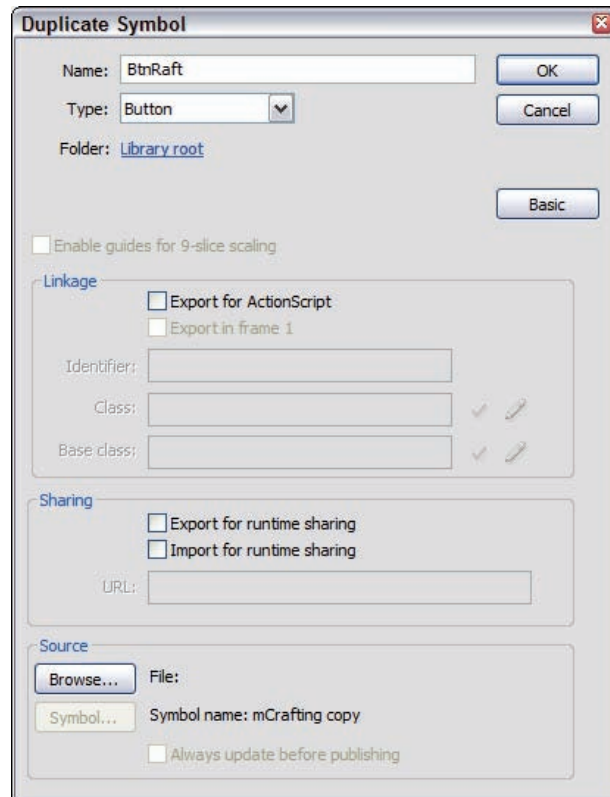 Duplicate Symbol
Name: BtnRaft
OK
Type: Button
Cancel
Folder: Library root
Basic
Enable guides for 9-slice scaling
Linkage
Export for ActionScript
Export in frame 1
Identifier:
Class:
Base class:
Sharing
Export for runtime sharing
Import for runtime sharing
URL:
Source
Browse... File:
Symbol... Symbol name: mCrafting copy
Always update before publishing